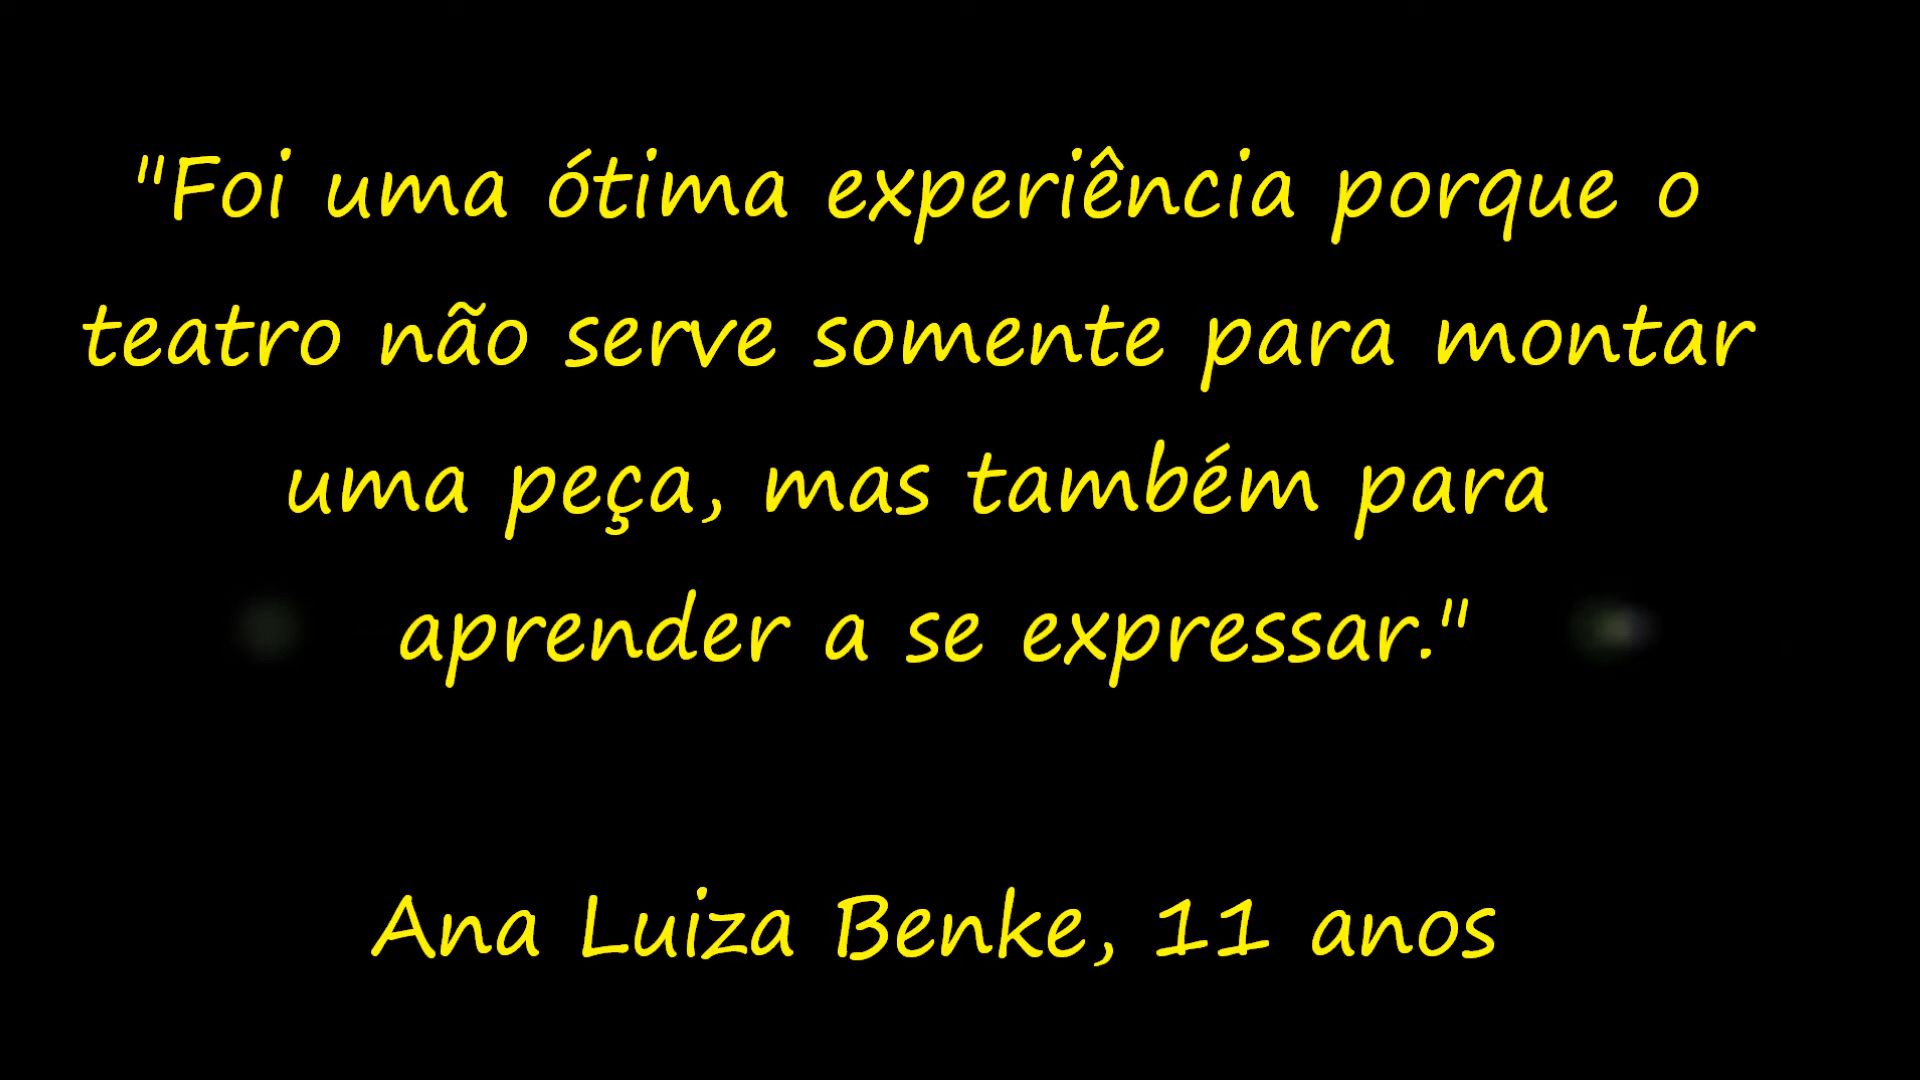 "Foi uma ótima experiência porque o
teatro não serve somente para montar
uma peça, mas também para
aprender a se expressar."
Ana Luiza Benke, 11 anos